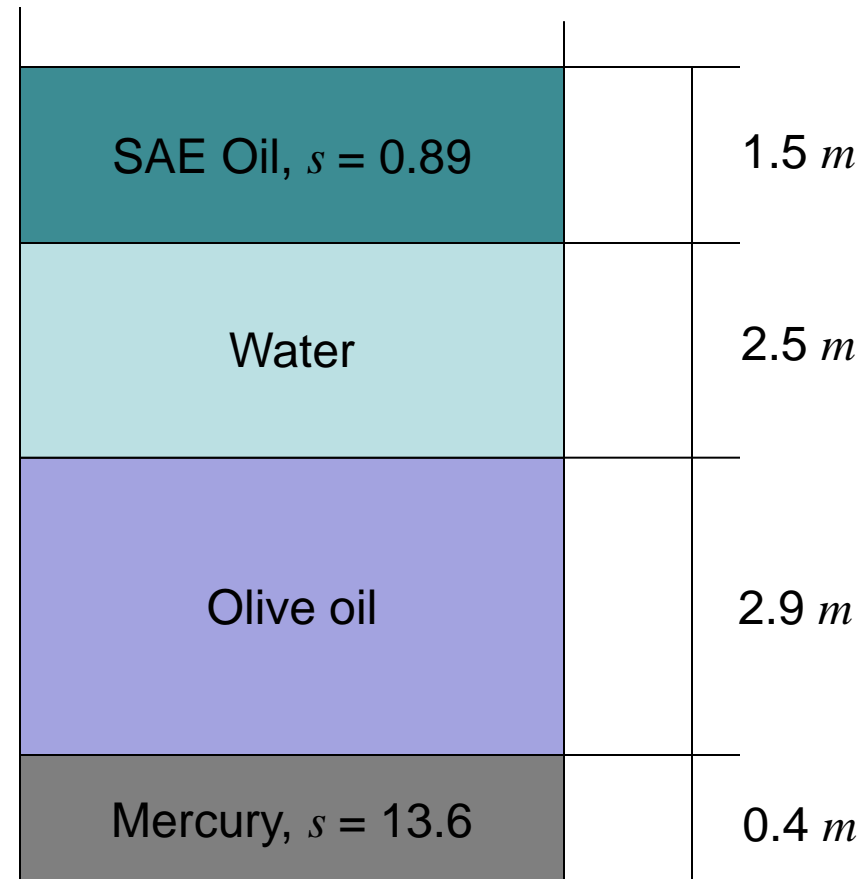 SAE Oil, s = 0.89
1.5 m
Water
2.5 m
Olive oil
2.9 m
Mercury, s = 13.6
0.4 m